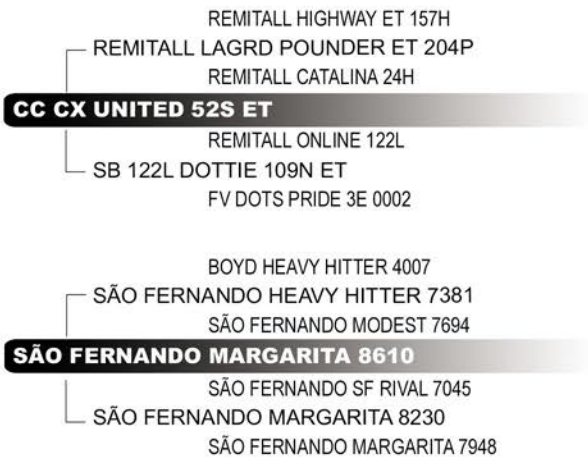 REMITALL HIGHWAY ET 157H
REMITALL LAGRD POUNDER ET 204P
REMITALL CATALINA 24H
CC CX UNITED 52S ET
REMITALL ONLINE 122L
SB 122L DOTTIE 109N ET
FV DOTS PRIDE 3E 0002
BOYD HEAVY HITTER 4007
SÃO FERNANDO HEAVY HITTER 7381
SÃO FERNANDO MODEST 7694
SÃO FERNANDO MARGARITA 8610
SÃO FERNANDO SF RIVAL 7045
SÃO FERNANDO MARGARITA 8230
SÃO FERNANDO MARGARITA 7948